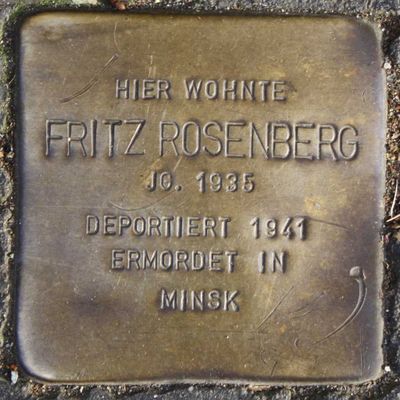 HIER WOHNTE
FRITZ ROSENBERG
JG. 1935
DEPORTIERT 1941
ERMORDET IN
MINSK